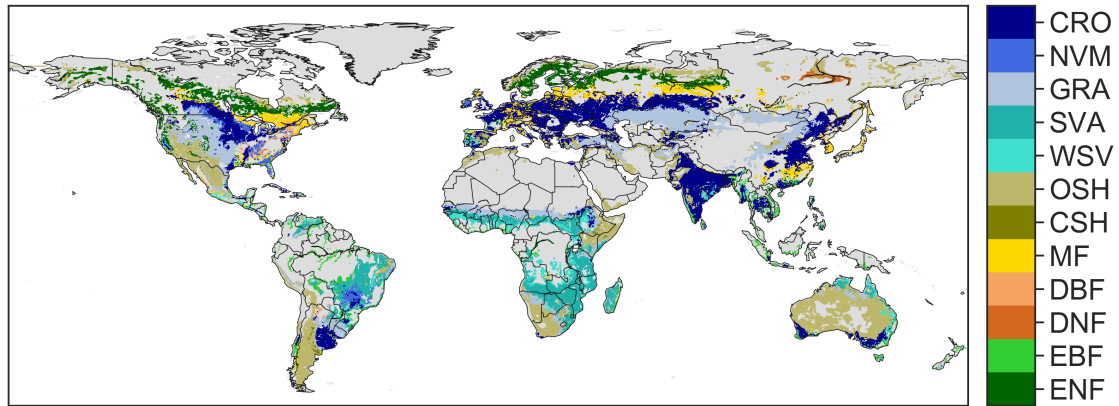 CRO
NVM
GRA
SVA
WSV
OSH
CSH
MF
DBF
DNF
EBF
ENF